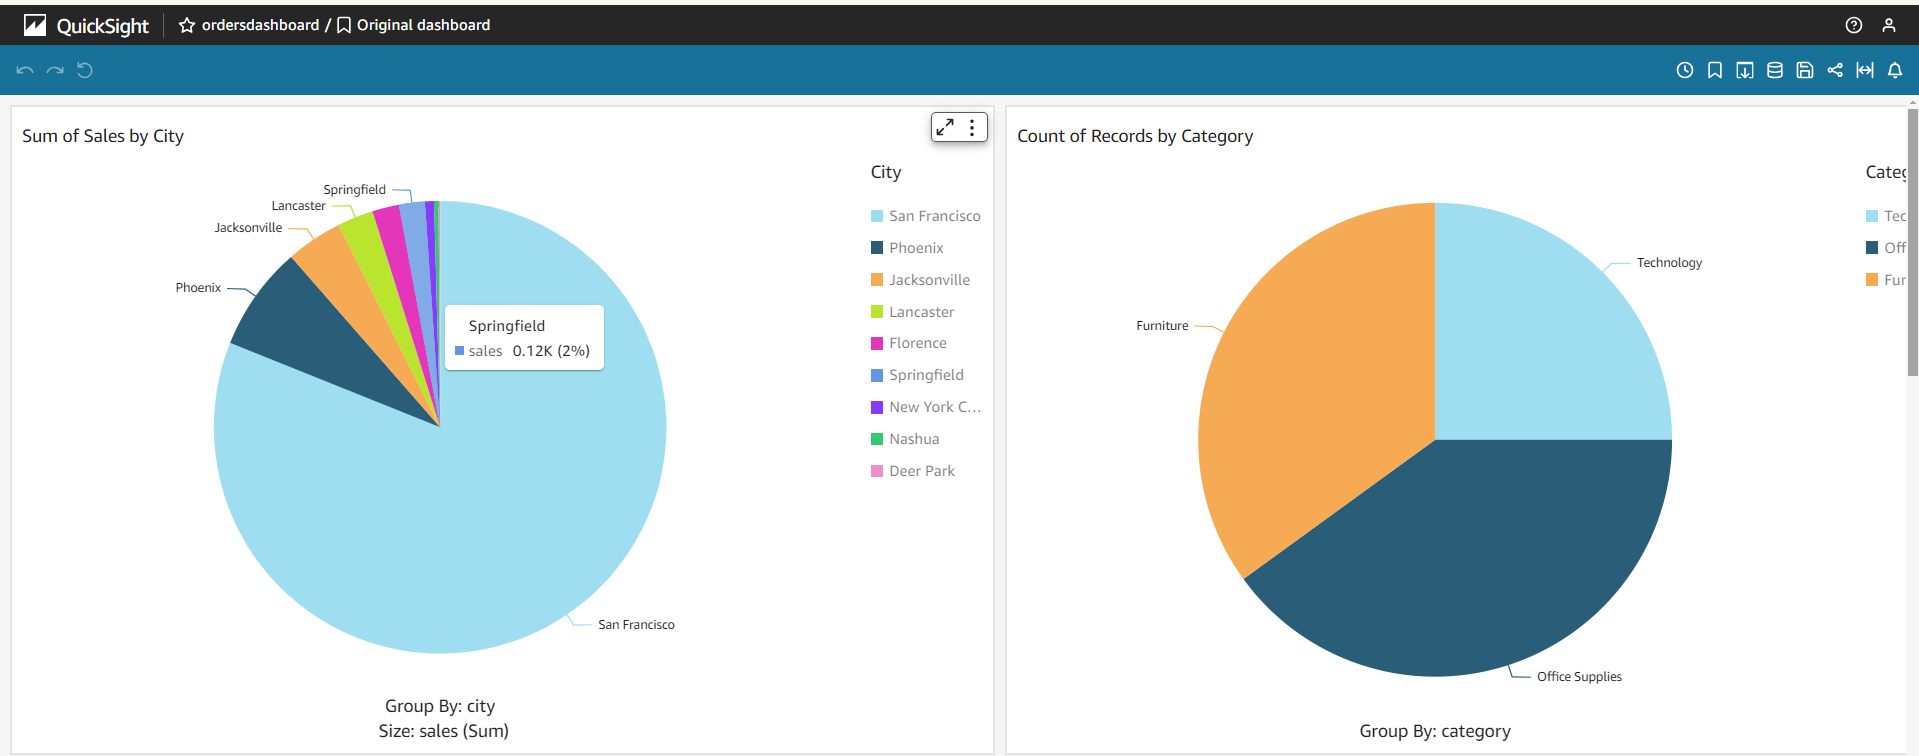 QuickSight
ordersdashboard / Original dashboard
Sum of Sales by City
Springfield
Lancaster
Jacksonville
Phoenix
San Francisco
Springfield
sales 0.12K (2%)
City
San Francisco
Phoenix
Jacksonville
Lancaster
Florence
Springfield
New York C...
Nashua
Deer Park
Group By: city
Size: sales (Sum)
Count of Records by Category
Technology
Furniture
Office Supplies
Categ
Tec
Off
Fur
Group By: category